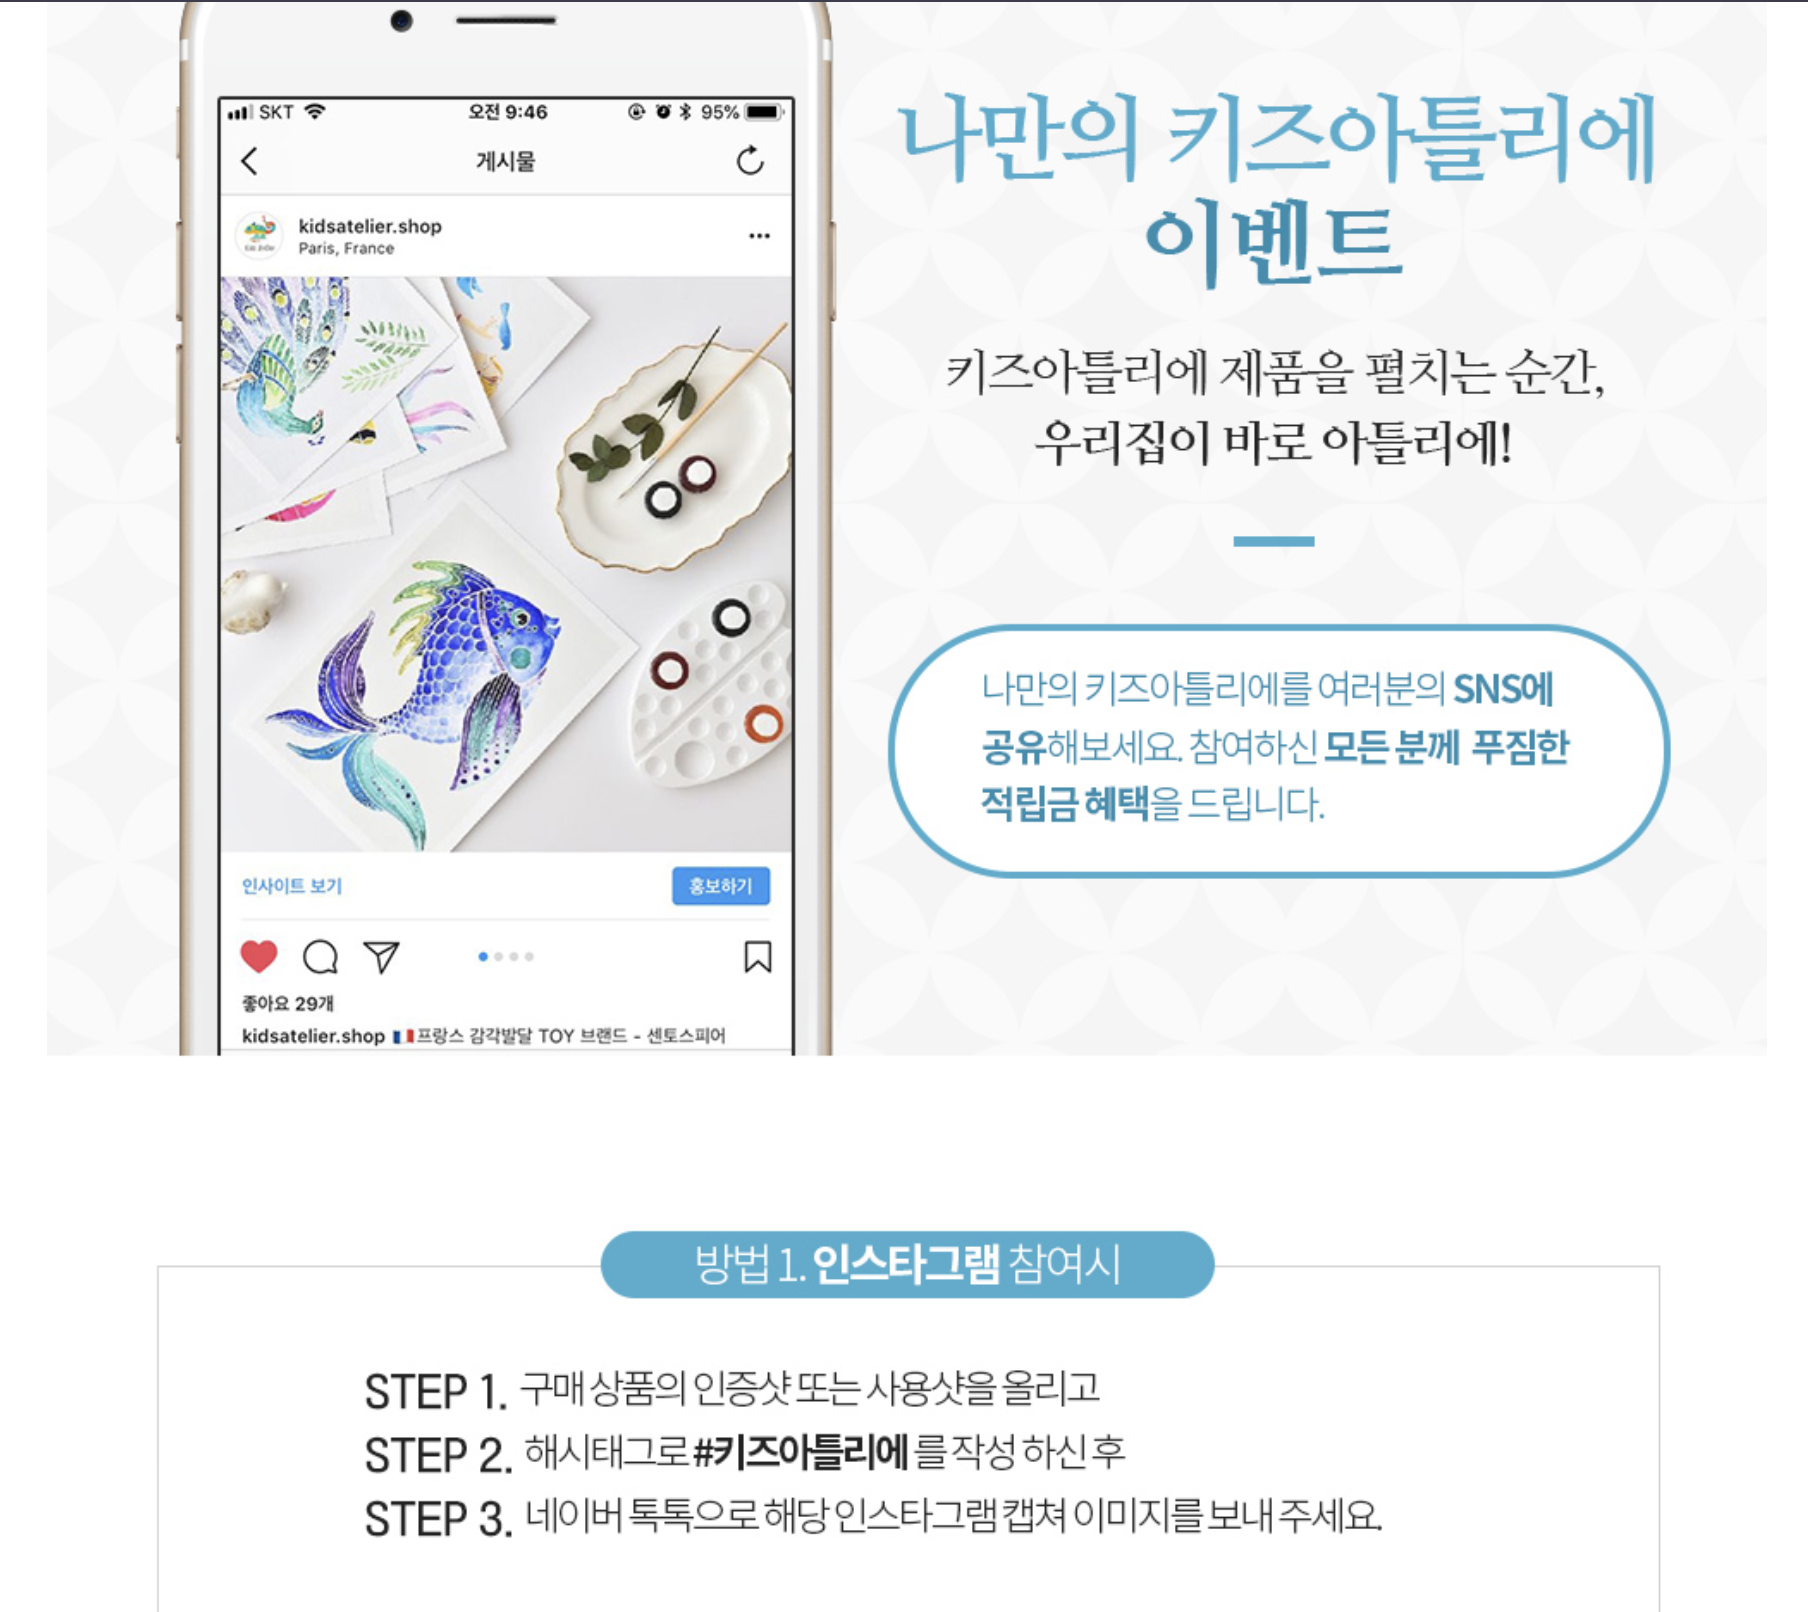 SKT
오전 9:46
95%
게시물
kidsatelier.shop
Paris, France
인사이트 보기
홍보하기
좋아요 29개
kidsatelier.shop 🇫🇷프랑스 감각발달 TOY 브랜드 - 센토스피어
나만의 키즈아틀리에
이벤트
키즈아틀리에 제품을 펼치는 순간,
우리집이 바로 아틀리에!
나만의 키즈아틀리에를 여러분의 SNS에
공유해보세요. 참여하신 모든 분께 푸짐한
적립금 혜택을 드립니다.
방법 1. 인스타그램 참여시
STEP 1. 구매 상품의 인증샷 또는 사용샷을 올리고
STEP 2. 해시태그로 #키즈아틀리에 를 작성 하신 후
STEP 3. 네이버 톡톡으로 해당 인스타그램 캡쳐 이미지를 보내 주세요.